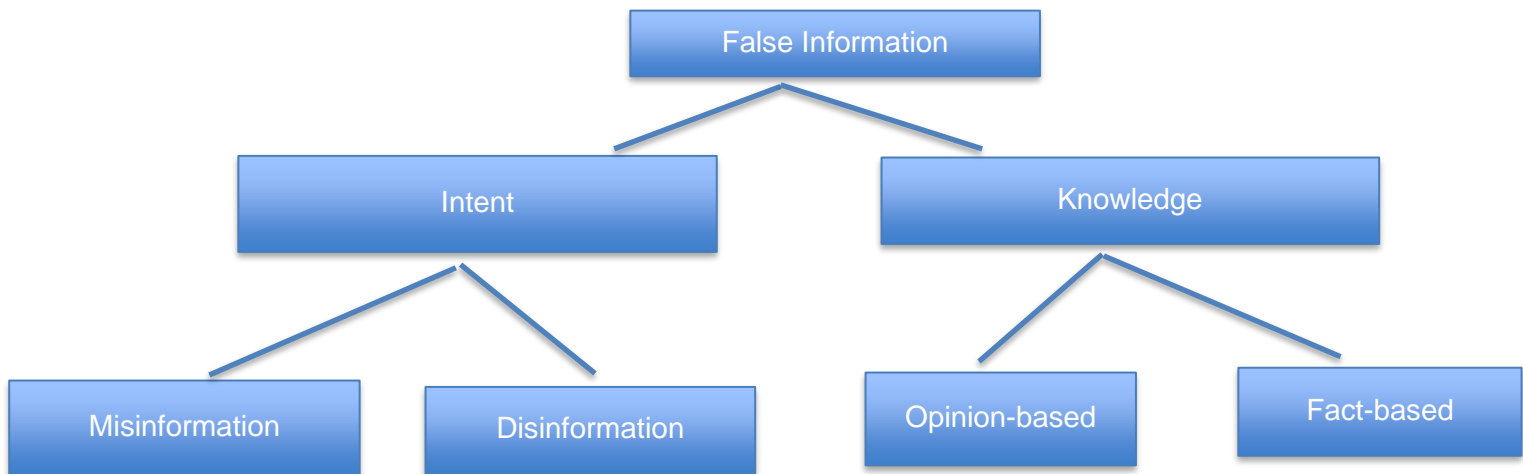 False Information
Intent
Knowledge
Misinformation
Disinformation
Opinion-based
Fact-based